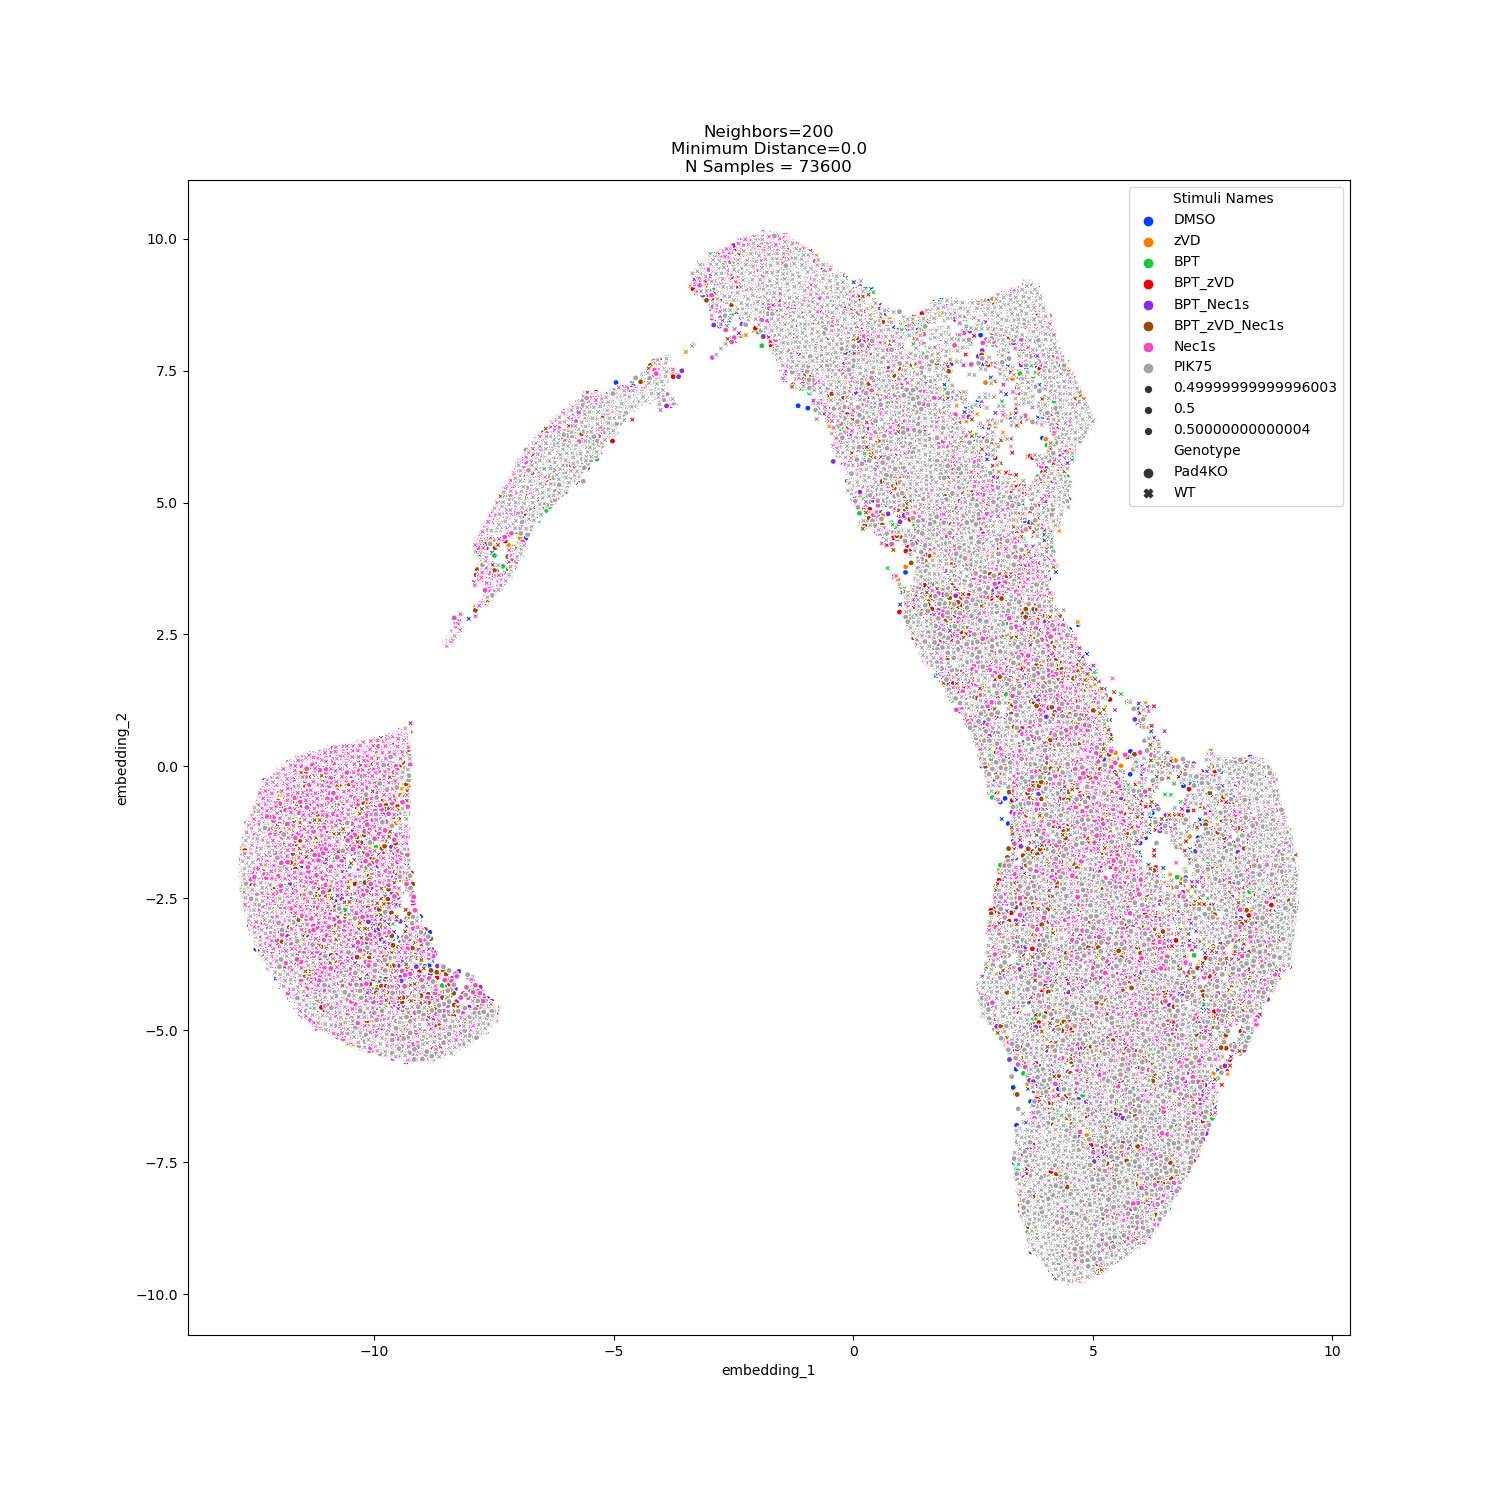 Neighbors=200
Minimum Distance=0.0
N Samples = 73600
Stimuli Names
DMSO
zVD
BPT
BPT_zVD
BPT_Nec1s
BPT_zVD_Nec1s
Nec1s
PIK75
0.49999999999996003
0.5
0.50000000000004
Genotype
Pad4KO
WT
10.0
7.5
5.0
2.5
0.0
−2.5
−5.0
−7.5
−10.0
embedding_2
−10
−5
0
5
10
embedding_1